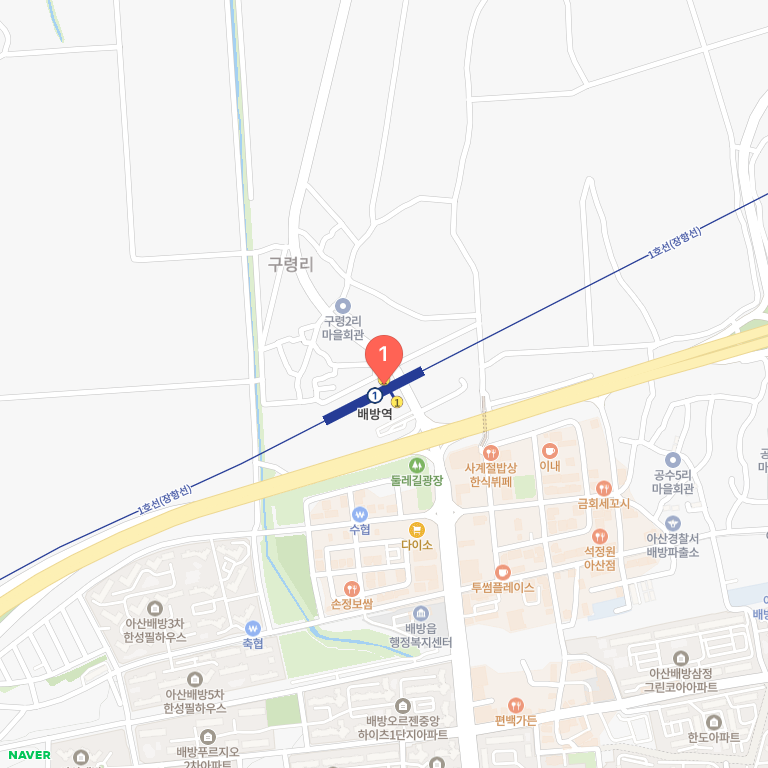 1호선(장항선)
구령리
구령2리
마을회관
1
1
1
배방역
1호선(장항선)
둘레길광장
사계절밥상
한식뷔페
이내
공수5리
마을회관
금회세꼬시
수협
다이소
석정원
아산점
아산경찰서
배방파출소
투썸플레이스
손정보쌈
아산배방3차
한성필하우스
축협
배방읍
행정복지센터
아산배방삼정
그린코아아파트
아산배방5차
한성필하우스
편백가든
배방오르젠중앙
하이츠1단지아파트
한도아파트
배방푸르지오
2차아파트
NAVER